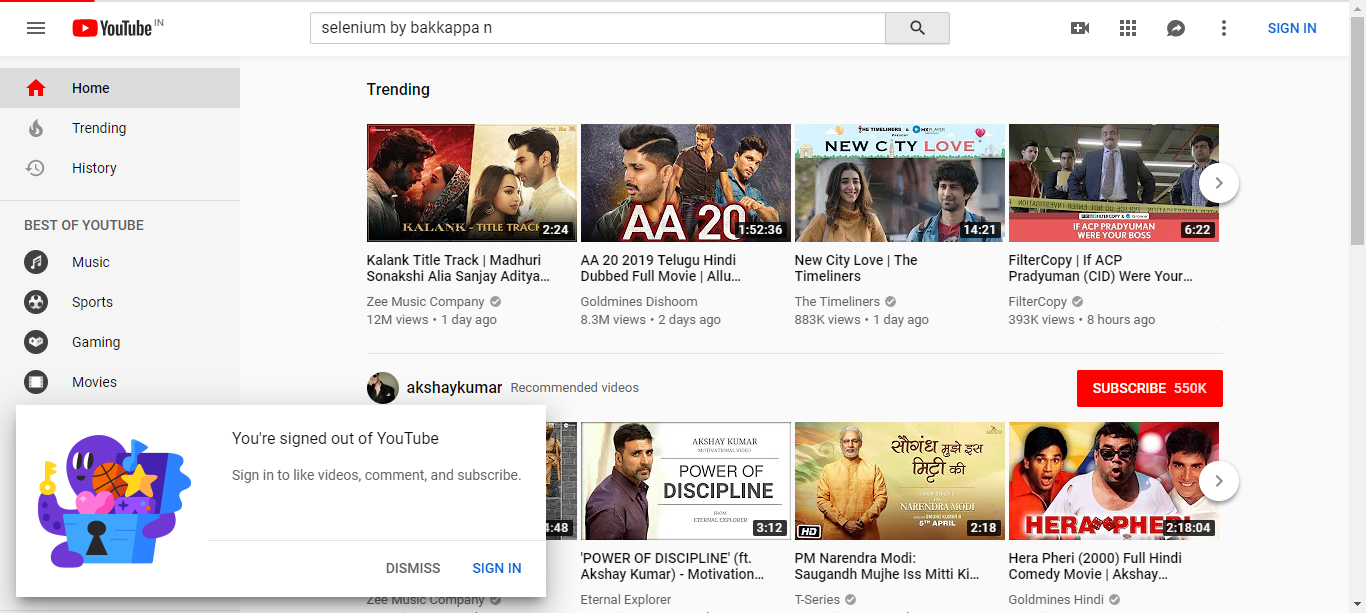 YouTube IN
selenium by bakkappa n
SIGN IN
Home
Trending
History
BEST OF YOUTUBE
Music
Sports
Gaming
Movies
Trending
KALANK - TITLE TRACK
2:24
AA 20
1:52:36
THE TIMELINERS & MXPLAYER
NEW CITY LOVE
14:21
FILTERCOPY
IF ACP PRADYUMAN
WERE YOUR BOSS
6:22
Kalank Title Track | Madhuri
Sonakshi Alia Sanjay Aditya...
Zee Music Company
12M views • 1 day ago
AA 20 2019 Telugu Hindi
Dubbed Full Movie | Allu...
Goldmines Dishoom
8.3M views • 2 days ago
New City Love | The
Timeliners
The Timeliners
883K views • 1 day ago
FilterCopy | If ACP
Pradyuman (CID) Were Your...
FilterCopy
393K views • 8 hours ago
akshaykumar Recommended videos
SUBSCRIBE 550K
4:48
AKSHAY KUMAR
MOTIVATIONAL VIDEO
POWER OF
DISCIPLINE
FROM
ETERNAL EXPLORER
3:12
सौगंध मुझे इस
मिट्टी की
PM NARENDRA MODI
5TH APRIL
HD
2:18
HERA PHERI
2:18:04
Zee Music Company
'POWER OF DISCIPLINE' (ft.
Akshay Kumar) - Motivation...
Eternal Explorer
PM Narendra Modi:
Saugandh Mujhe Iss Mitti Ki...
T-Series
Hera Pheri (2000) Full Hindi
Comedy Movie | Akshay...
Goldmines Hindi
You're signed out of YouTube
Sign in to like videos, comment, and subscribe.
DISMISS
SIGN IN